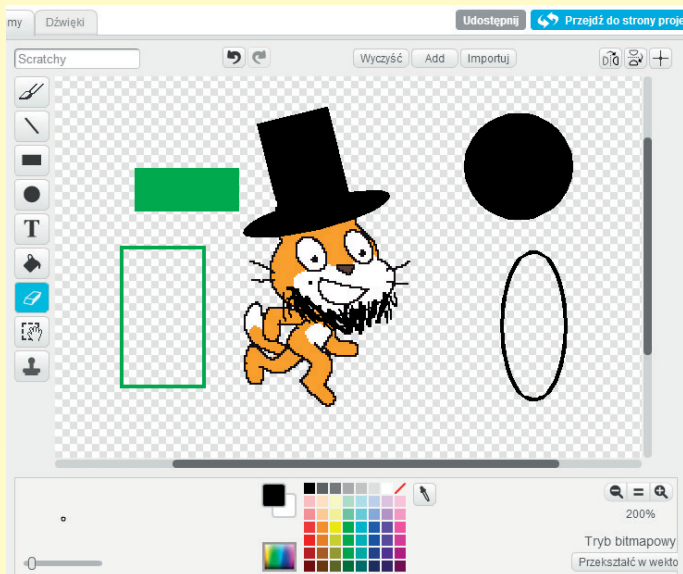 my Dźwięki Udostępnij Przejdź do strony proje
Scratchy Wyczyść Add Importuj
T
200%
Tryb bitmapowy
Przekształć w wekto